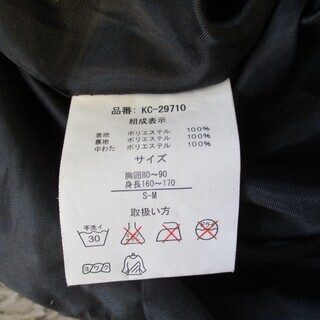 品番: KC-29710
組成表示
表地 ポリエステル 100%
裏地 ポリエステル 100%
中わた ポリエステル 100%
サイズ
胸囲80～90
身長160～170
S-M
取扱い方
手洗イ
30
ヨワク